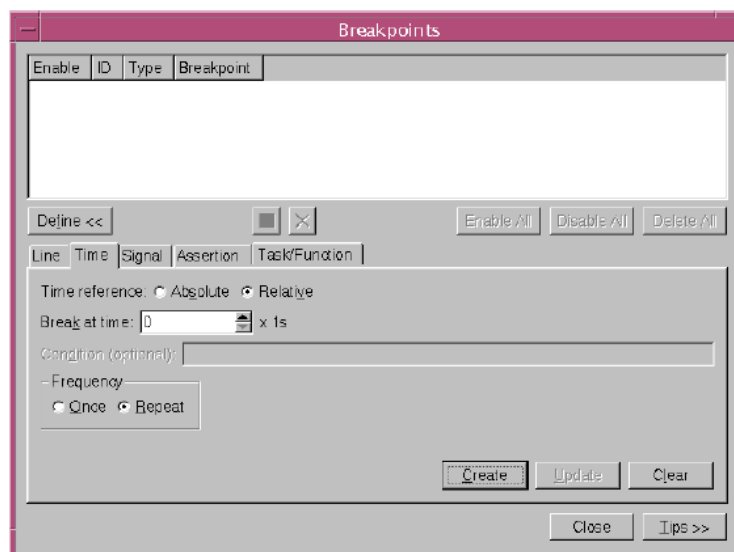 Breakpoints
Enable ID Type Breakpoint
Define << Enable All Disable All Delete All
Line Time Signal Assertion Task/Function
Time reference: Absolute Relative
Break at time: 0 x 1s
Condition (optional):
Frequency
Once Repeat
Create Update Clear
Close Tips >>